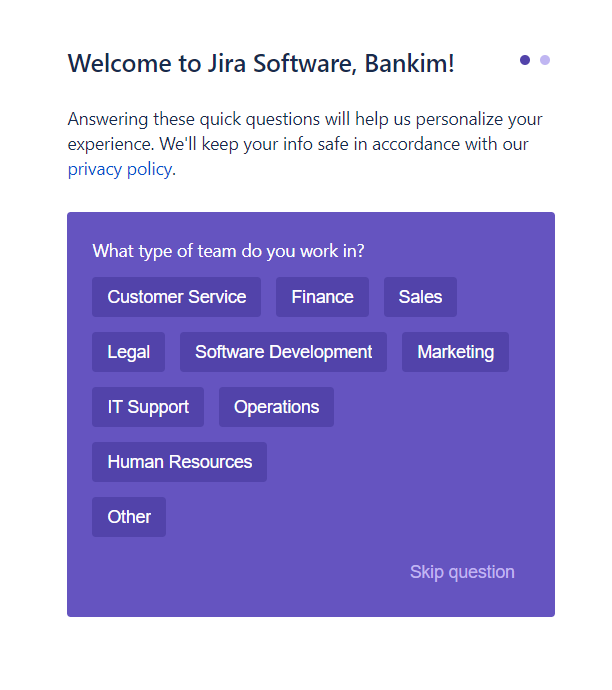 Welcome to Jira Software, Bankim!
Answering these quick questions will help us personalize your
experience. We'll keep your info safe in accordance with our
privacy policy.
What type of team do you work in?
Customer Service Finance Sales
Legal Software Development Marketing
IT Support Operations
Human Resources
Other
Skip question